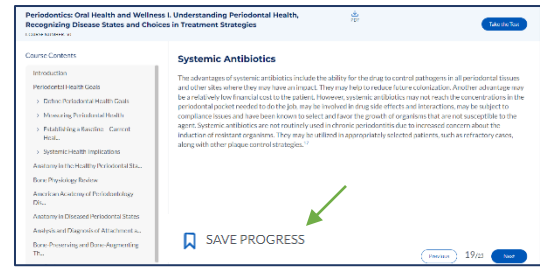 Periodontics: Oral Health and Wellness I. Understanding Periodontal Health,
Recognizing Disease States and Choices in Treatment Strategies
PDF
Take the Test
Course Contents
Introduction
Periodontal Health Goals
> Define Periodontal Health Goals
> Measuring Periodontal Health
> Establishing a Baseline - Current
Heal...
> Systemic Health Implications
Anatomy in the Healthy Periodontal Sta...
Bone Physiology Review
American Academy of Periodontology
Dis...
Anatomy in Diseased Periodontal States
Analysis and Diagnosis of Attachment a...
Bone-Preserving and Bone-Augmenting
Th...
Systemic Antibiotics
The advantages of systemic antibiotics include the ability for the drug to control pathogens in all periodontal tissues
and other sites where they may have an impact. They may help to reduce future colonization. Another advantage may
be a relatively low financial cost to the patient. However, systemic antibiotics may not reach the concentrations in the
periodontal pocket needed to do the job, may be involved in drug side effects and interactions, may be subject to
compliance issues and have been known to select and favor the growth of organisms that are not susceptible to the
agent. Systemic antibiotics are not routinely used in chronic periodontitis due to increased concern about the
induction of resistant organisms. They may be utilized in appropriately selected patients, such as refractory cases,
along with other plaque control strategies.
SAVE PROGRESS
Previous 19/23 Next